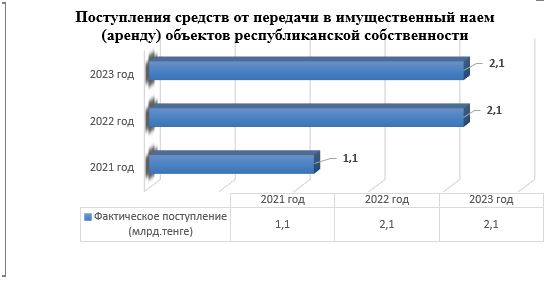 Поступления средств от передачи в имущественный наем
(аренду) объектов республиканской собственности
2023 год
2,1
2022 год
2,1
2021 год
1,1
2021 год 2022 год 2023 год
Фактическое поступление
(млрд.тенге)
1,1 2,1 2,1